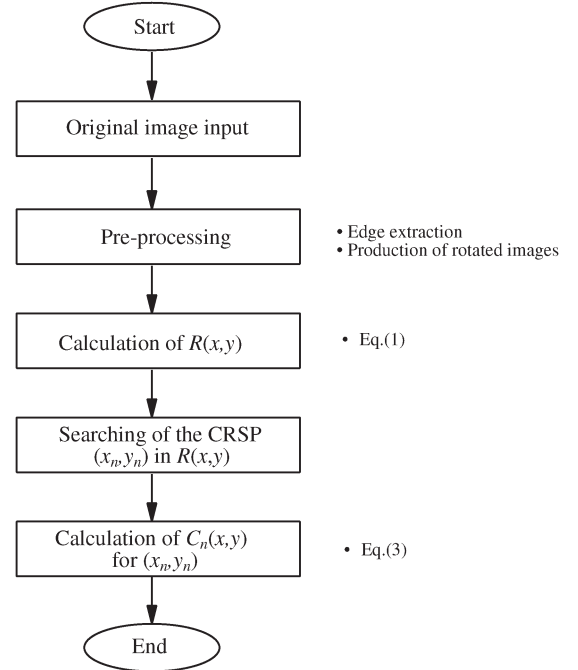 Start
Original image input
Pre-processing
• Edge extraction
• Production of rotated images
Calculation of R(x,y)
• Eq.(1)
Searching of the CRSP
(xn,yn) in R(x,y)
Calculation of Cn(x,y)
for (xn,yn)
• Eq.(3)
End